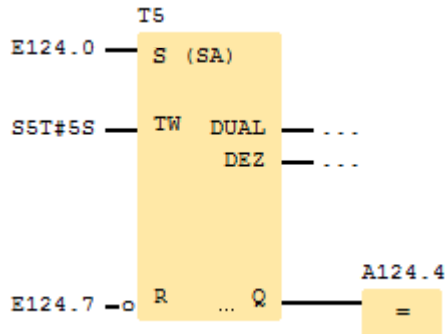 T5
E124.0 S (SA)
S5T#5S TW DUAL ...
DEZ ...
A124.4
E124.7 R ... Q
=